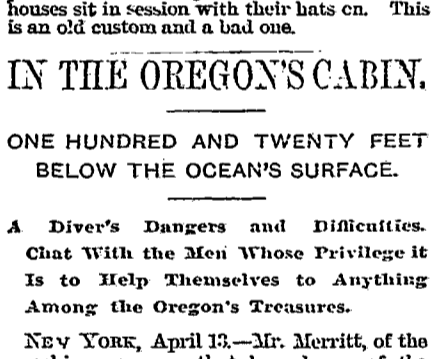 houses sit in session with their hats on. This
is an old custom and a bad one.
IN THE OREGON'S CABIN.
ONE HUNDRED AND TWENTY FEET
BELOW THE OCEAN'S SURFACE.
A Diver's Dangers and Difficulties.
Chat With the Men Whose Privilege it
Is to Help Themselves to Anything
Among the Oregon's Treasures.
NEW YORK, April 13.—Mr. Merritt, of the